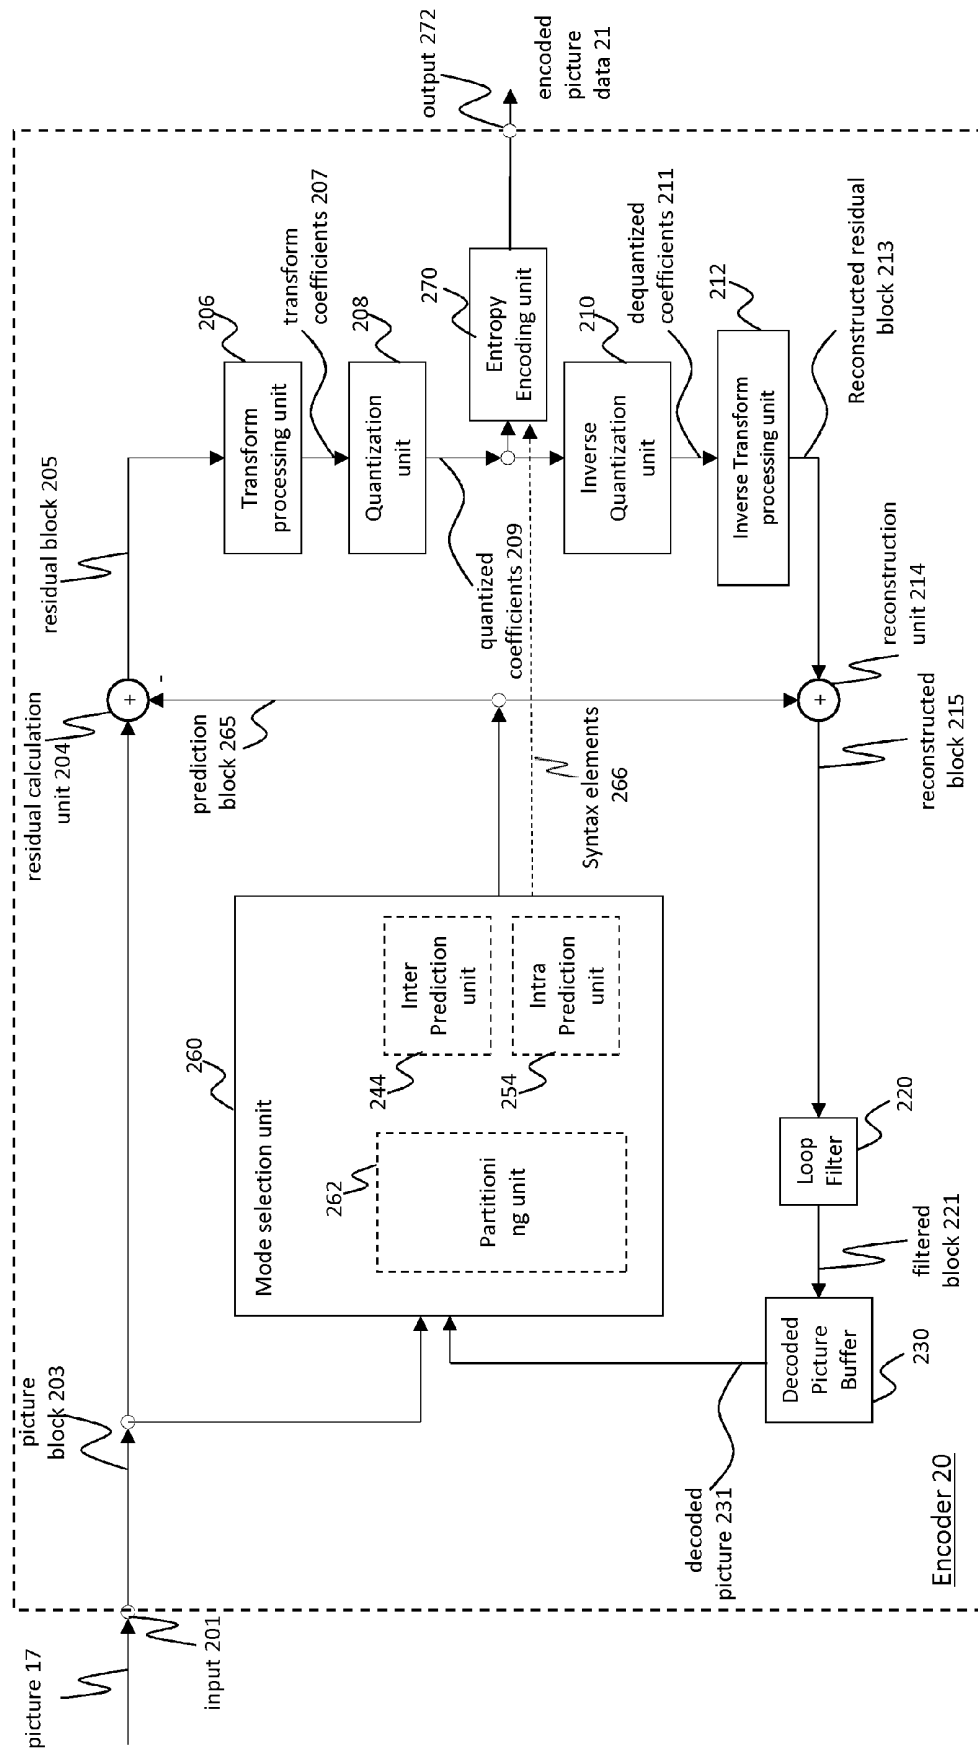 picture 17
input 201
picture
block 203
residual calculation
unit 204
residual block 205
+
-
prediction
block 265
206
Transform
processing unit
transform
coefficients 207
208
Quantization
unit
quantized
coefficients 209
270
Entropy
Encoding unit
output 272
encoded
picture
data 21
Syntax elements
266
210
Inverse
Quantization
unit
dequantized
coefficients 211
212
Inverse Transform
processing unit
Reconstructed residual
block 213
260
Mode selection unit
262
Partitioni
ng unit
244
Inter
Prediction
unit
254
Intra
Prediction
unit
+
reconstruction
unit 214
reconstructed
block 215
220
Loop
Filter
filtered
block 221
Decoded
Picture
Buffer
230
decoded
picture 231
Encoder 20